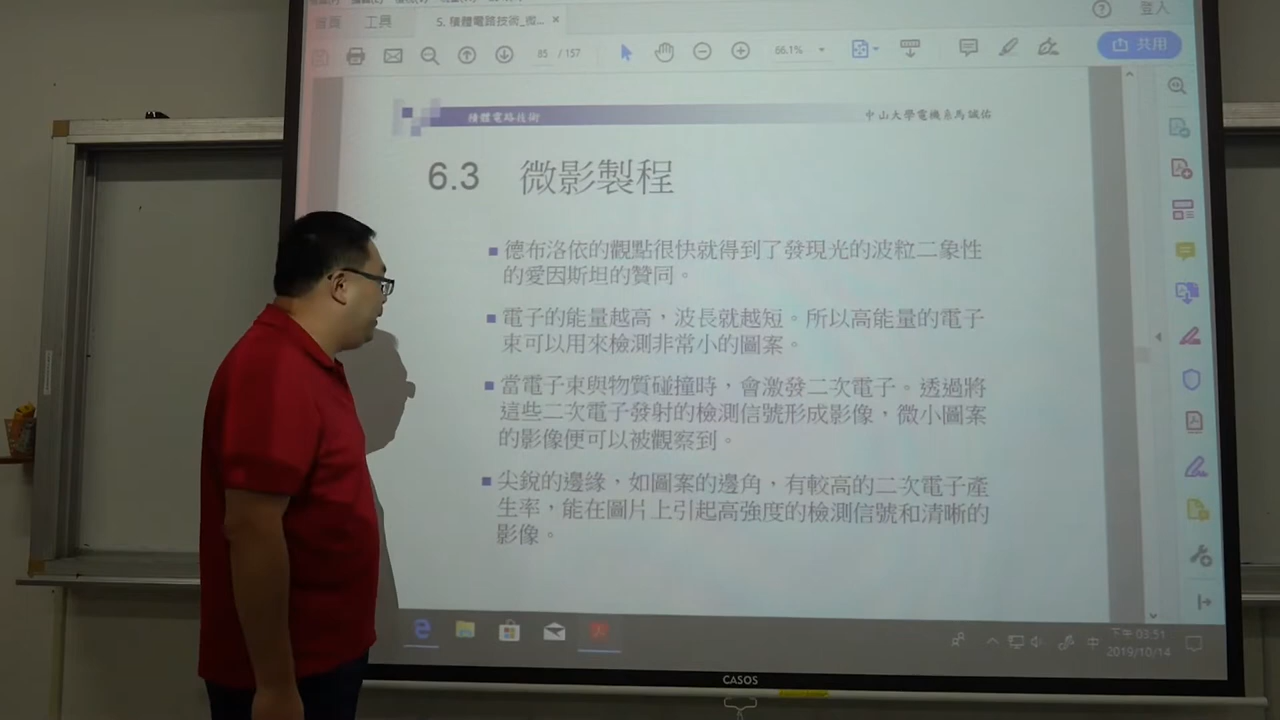 首頁 工具 5. 積體電路技術_微... ×
登入
85 / 157
66.1%
共用
積體電路技術
中山大學電機系馬誠佑
6.3 微影製程
德布洛依的觀點很快就得到了發現光的波粒二象性
的愛因斯坦的贊同。
電子的能量越高，波長就越短。所以高能量的電子
束可以用來檢測非常小的圖案。
當電子束與物質碰撞時，會激發二次電子。透過將
這些二次電子發射的檢測信號形成影像，微小圖案
的影像便可以被觀察到。
尖銳的邊緣，如圖案的邊角，有較高的二次電子產
生率，能在圖片上引起高強度的檢測信號和清晰的
影像。
中
下午 03:51
2019/10/14
CASOS